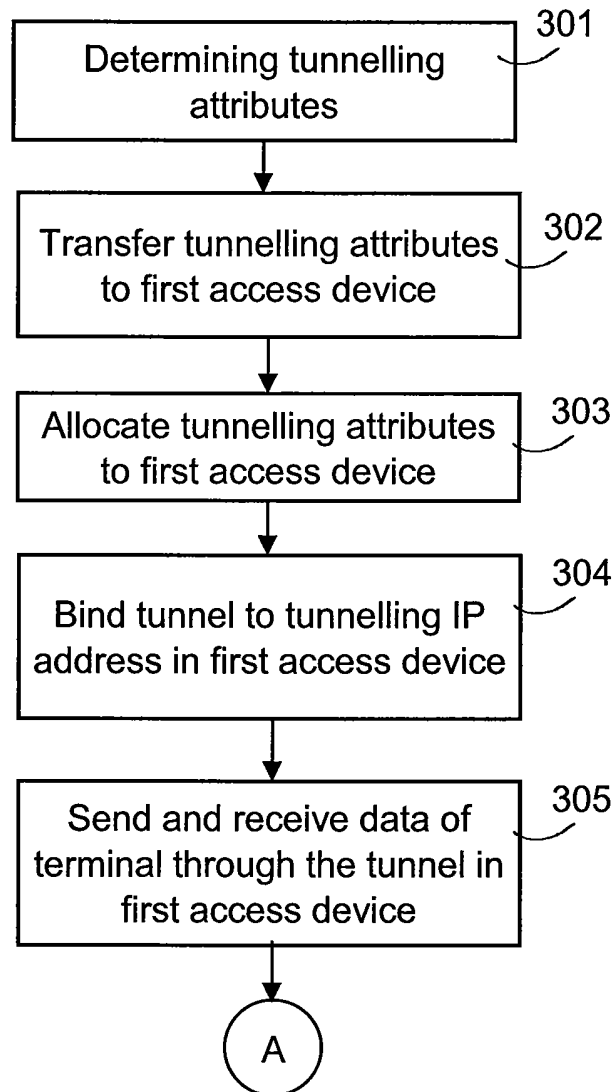 301
Determining tunnelling
attributes
302
Transfer tunnelling attributes
to first access device
303
Allocate tunnelling attributes
to first access device
304
Bind tunnel to tunnelling IP
address in first access device
305
Send and receive data of
terminal through the tunnel in
first access device
A